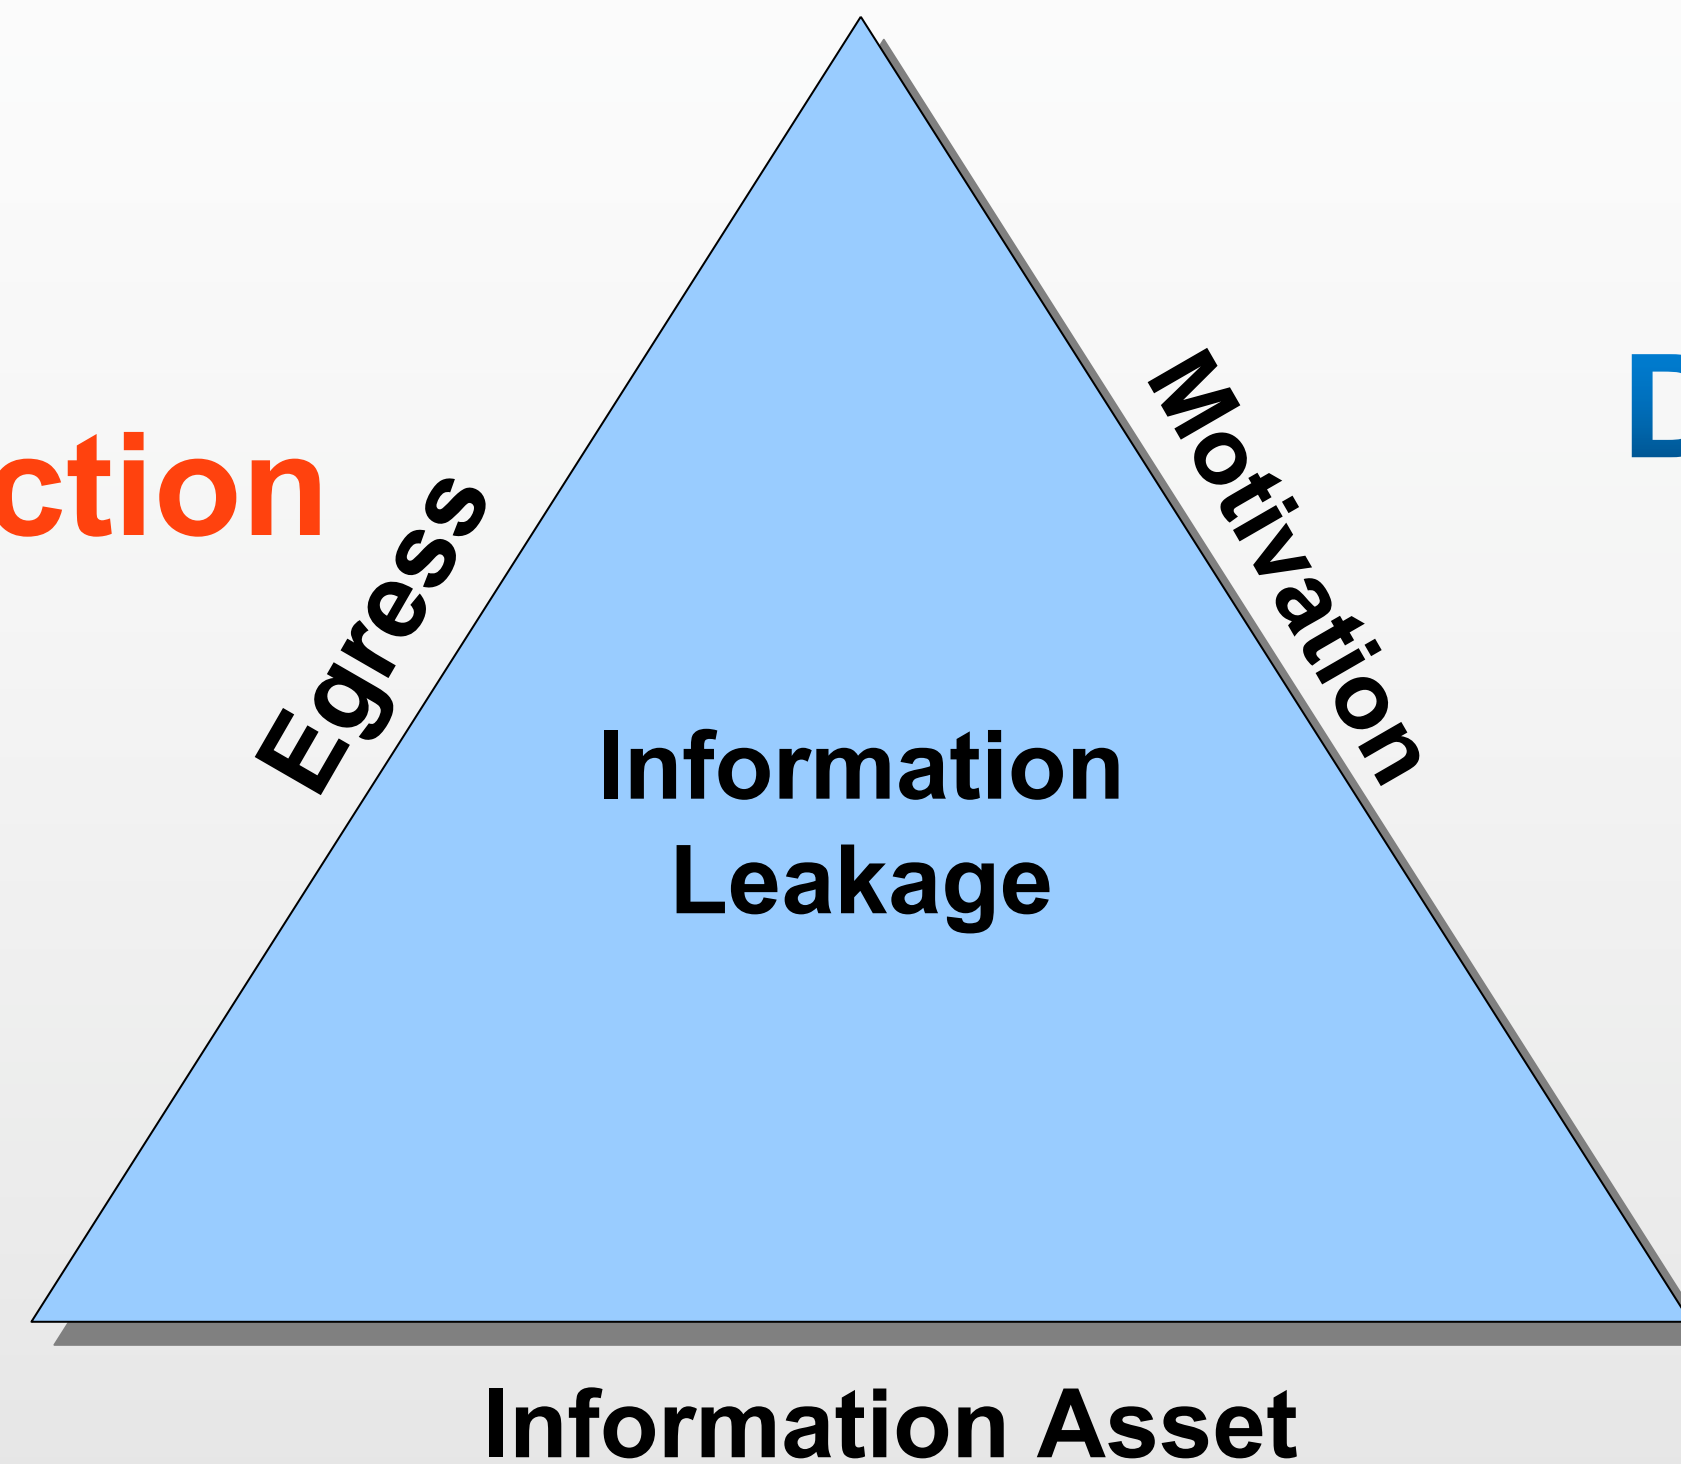 Motivation
ction
Egress
Information
Leakage
Information Asset